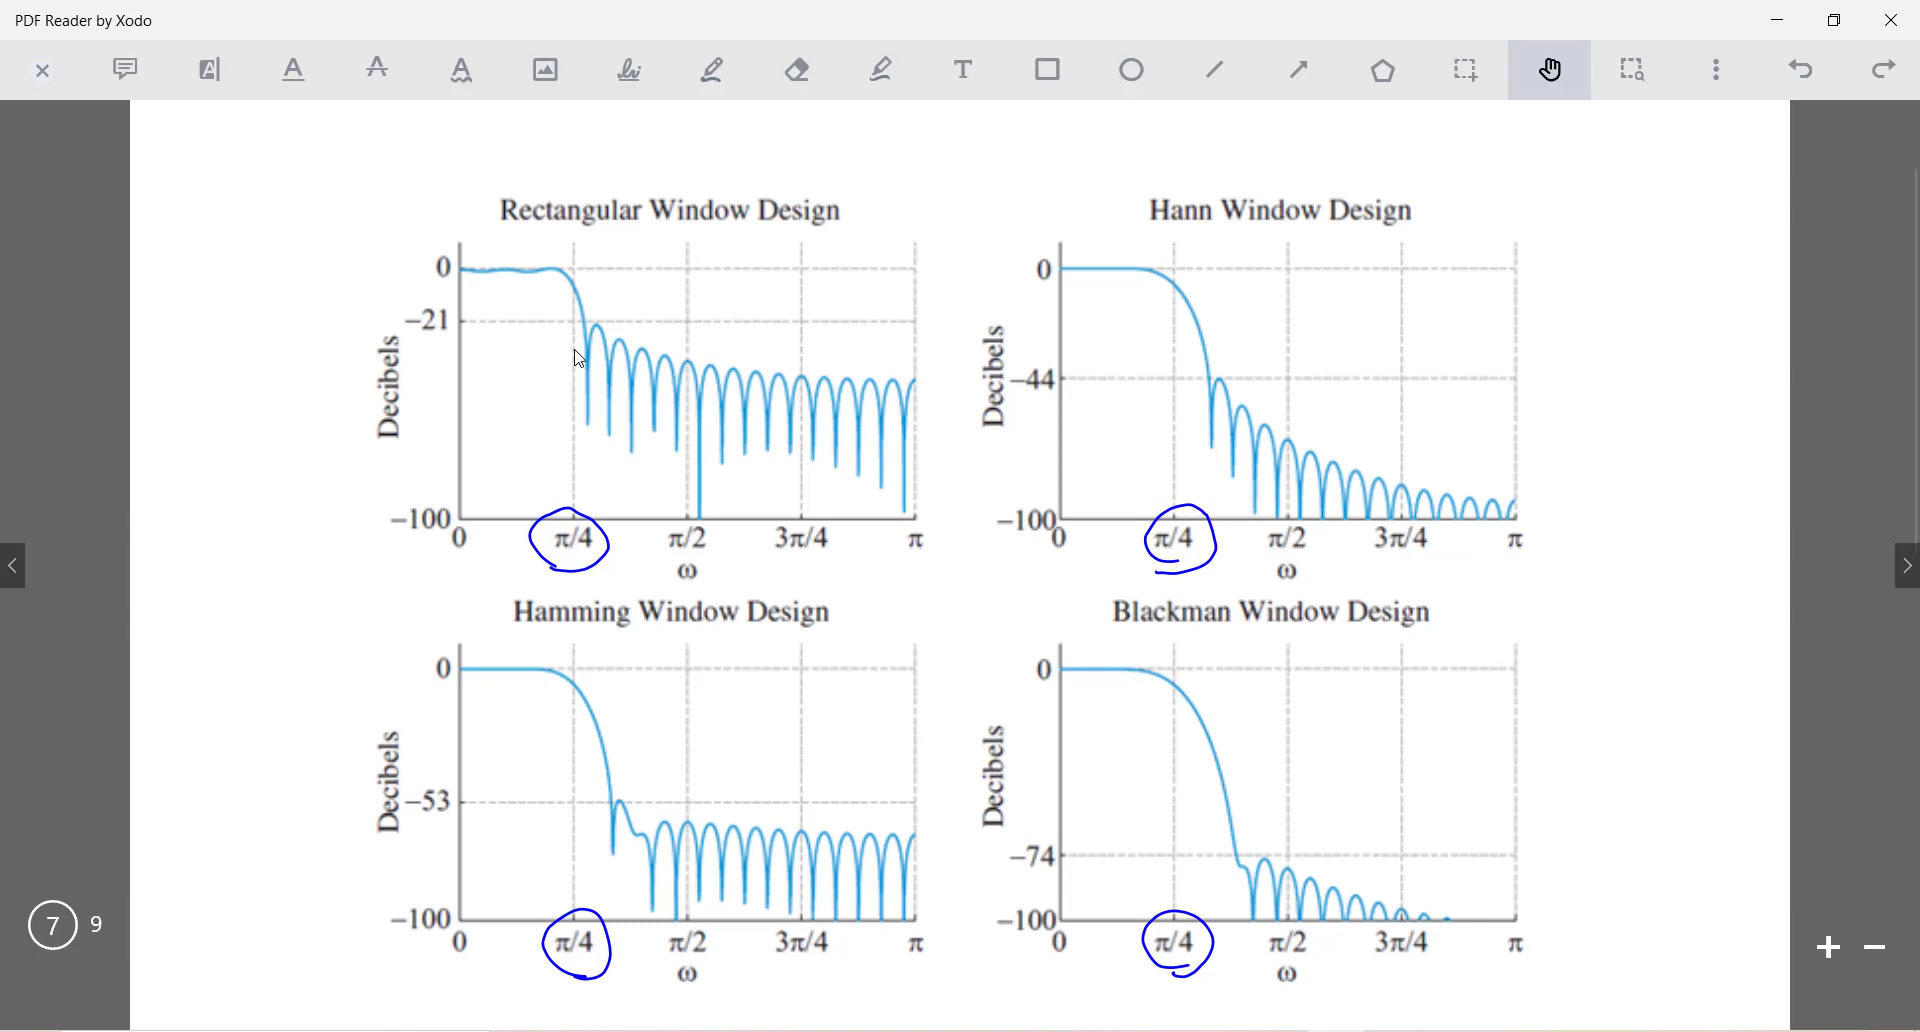 PDF Reader by Xodo
Rectangular Window Design
0
−21
−100
Decibels
0 π/4 π/2 3π/4 π
ω
Hann Window Design
0
−44
−100
Decibels
0 π/4 π/2 3π/4 π
ω
Hamming Window Design
0
−53
−100
Decibels
0 π/4 π/2 3π/4 π
ω
Blackman Window Design
0
−74
−100
Decibels
0 π/4 π/2 3π/4 π
ω
7 9